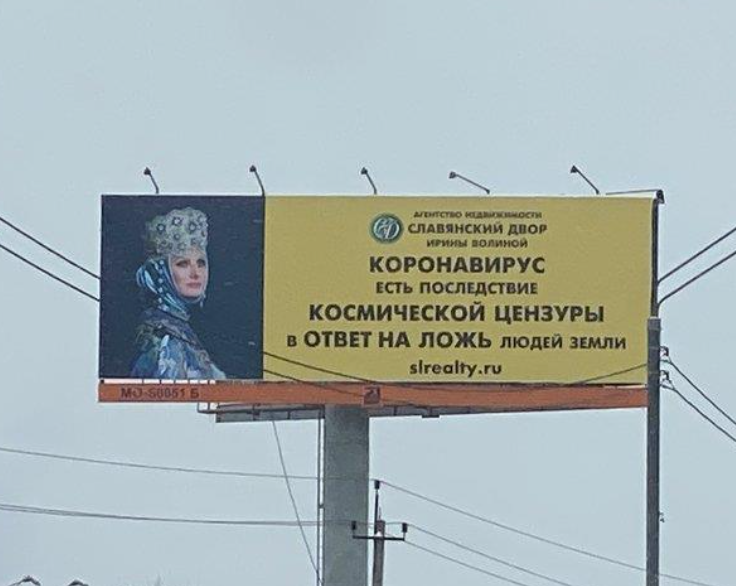 АГЕНТСТВО НЕДВИЖИМОСТИ
СЛАВЯНСКИЙ ДВОР
ИРИНЫ ВОЛИНОЙ
КОРОНАВИРУС
ЕСТЬ ПОСЛЕДСТВИЕ
КОСМИЧЕСКОЙ ЦЕНЗУРЫ
В ОТВЕТ НА ЛОЖЬ ЛЮДЕЙ ЗЕМЛИ
slrealty.ru